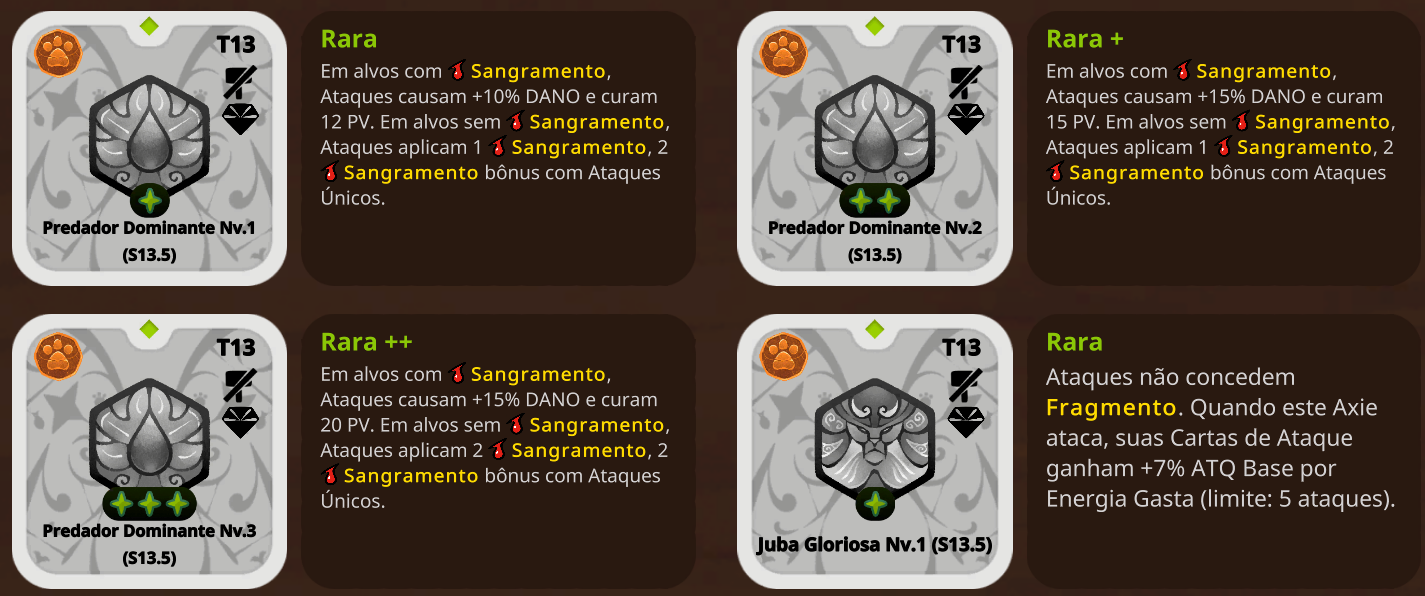 T13
Predador Dominante Nv.1
(S13.5)
Rara
Em alvos com Sangramento,
Ataques causam +10% DANO e curam
12 PV. Em alvos sem Sangramento,
Ataques aplicam 1 Sangramento, 2
Sangramento bônus com Ataques
Únicos.
T13
Predador Dominante Nv.2
(S13.5)
Rara +
Em alvos com Sangramento,
Ataques causam +15% DANO e curam
15 PV. Em alvos sem Sangramento,
Ataques aplicam 1 Sangramento, 2
Sangramento bônus com Ataques
Únicos.
T13
Predador Dominante Nv.3
(S13.5)
Rara ++
Em alvos com Sangramento,
Ataques causam +15% DANO e curam
20 PV. Em alvos sem Sangramento,
Ataques aplicam 2 Sangramento, 2
Sangramento bônus com Ataques
Únicos.
T13
Juba Gloriosa Nv.1 (S13.5)
Rara
Ataques não concedem
Fragmento. Quando este Axie
ataca, suas Cartas de Ataque
ganham +7% ATQ Base por
Energia Gasta (limite: 5 ataques).